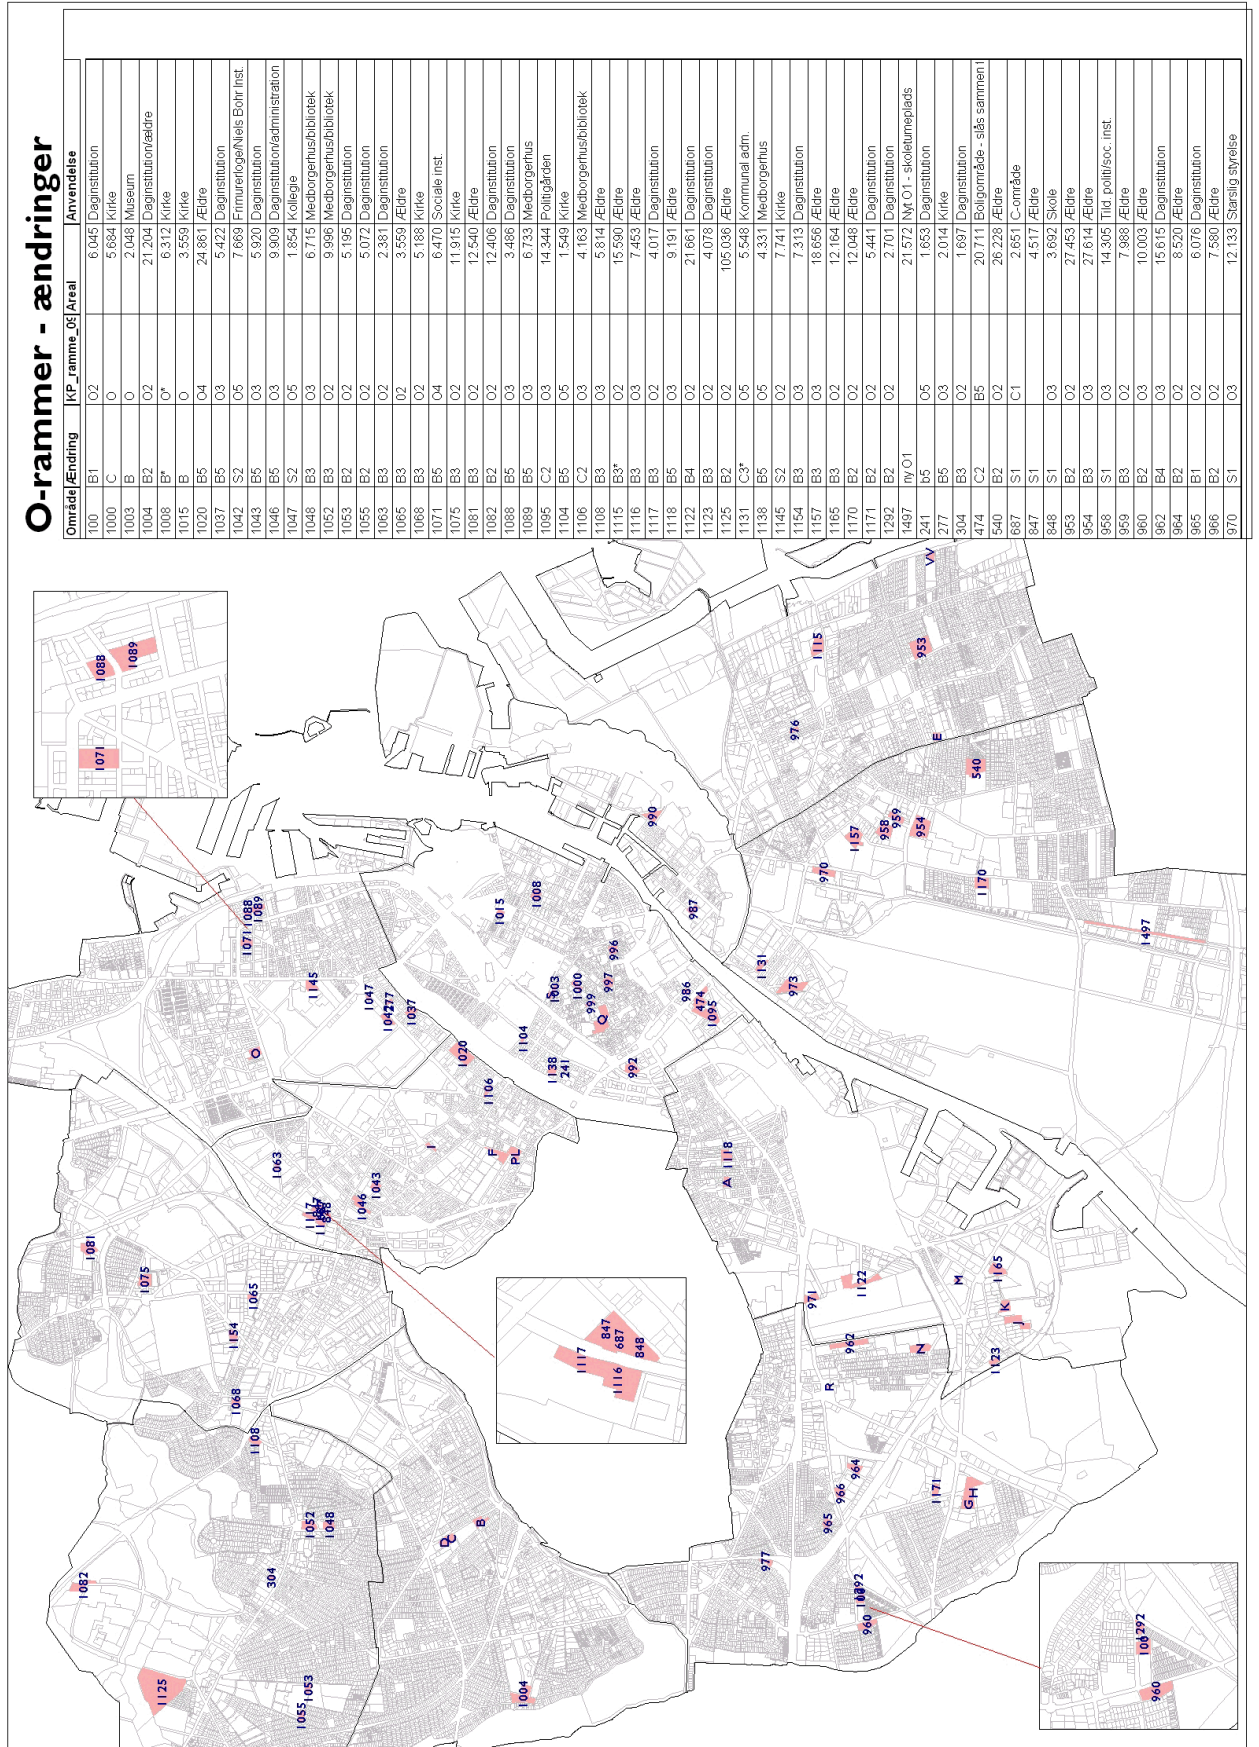 O-rammer - ændringer
Område Ændring KP_ramme_09 Areal Anvendelse
100 B1 O2 6.045 Daginstitution
1000 C O 5.684 Kirke
1003 B O 2.048 Museum
1004 B2 O2 21.204 Daginstitution/ældre
1008 B* O* 6.312 Kirke
1015 B O 3.559 Kirke
1020 B5 O4 24.861 Ældre
1037 B5 O3 5.422 Daginstitution
1042 S2 O5 7.669 Frimurerloge/Niels Bohr Inst.
1043 B5 O3 5.920 Daginstitution
1046 B5 O3 9.909 Daginstitution/administration
1047 S2 O5 1.854 Kollegie
1048 B3 O3 6.715 Medborgerhus/bibliotek
1052 B3 O2 9.996 Medborgerhus/bibliotek
1053 B2 O2 5.195 Daginstitution
1055 B2 O2 5.072 Daginstitution
1063 B3 O2 2.381 Daginstitution
1065 B3 02 3.559 Ældre
1068 B3 O2 5.188 Kirke
1071 B5 O4 6.470 Sociale inst.
1075 B3 O2 11.915 Kirke
1081 B3 O2 12.540 Ældre
1082 B2 O2 12.406 Daginstitution
1088 B5 O3 3.486 Daginstitution
1089 B5 O3 6.733 Medborgerhus
1095 C2 O3 14.344 Politigården
1104 B5 O5 1.549 Kirke
1106 C2 O3 4.163 Medborgerhus/bibliotek
1108 B3 O3 5.814 Ældre
1115 B3* O2 15.590 Ældre
1116 B3 O3 7.453 Ældre
1117 B3 O2 4.017 Daginstitution
1118 B5 O3 9.191 Ældre
1122 B4 O2 21.661 Daginstitution
1123 B3 O2 4.078 Daginstitution
1125 B2 O2 105.036 Ældre
1131 C3* O5 5.548 Kommunal adm.
1138 B5 O5 4.331 Medborgerhus
1145 S2 O2 7.741 Kirke
1154 B3 O3 7.313 Daginstitution
1157 B3 O3 18.656 Ældre
1165 B3 O2 12.164 Ældre
1170 B2 O2 12.048 Ældre
1171 B2 O2 5.441 Daginstitution
1292 B2 O2 2.701 Daginstitution
1497 ny O1 21.572 Nyt O1 - skoleturneplads
241 b5 O5 1.653 Daginstitution
277 B5 O3 2.014 Kirke
304 B3 O2 1.697 Daginstitution
474 C2 B5 20.711 Boligområde - slås sammen
540 B2 O2 26.228 Ældre
687 S1 C1 2.651 C-område
847 S1 4.517 Ældre
848 S1 O3 3.692 Skole
953 B2 O2 27.453 Ældre
954 B3 O3 27.614 Ældre
958 S1 O3 14.305 Tild. politi/soc. inst.
959 B3 O2 7.988 Ældre
960 B2 O3 10.003 Ældre
962 B4 O3 15.615 Daginstitution
964 B2 O2 8.520 Ældre
965 B1 O2 6.076 Daginstitution
966 B2 O2 7.580 Ældre
970 S1 O3 12.133 Statslig styrelse
1088
1089
1071
1088
1089
1071
1145
1047
277
1042
1037
O
1020
1106
1015
1008
1003
1000
996
997
999
Q
1104
1138
241
992
986
474
1095
987
990
1131
973
976
1115
VV
953
E
540
1157
958
959
954
970
1170
1497
1063
1043
1046
1117
848
I
F
PL
1081
1075
1065
1154
1068
1108
1082
1052
1048
304
1125
1053
1055
D
C
B
1004
847
687
848
1117
1116
A
1118
971
1122
M
1165
K
J
1123
N
962
R
964
966
965
1171
G
H
977
1292
100
960
1292
100
960